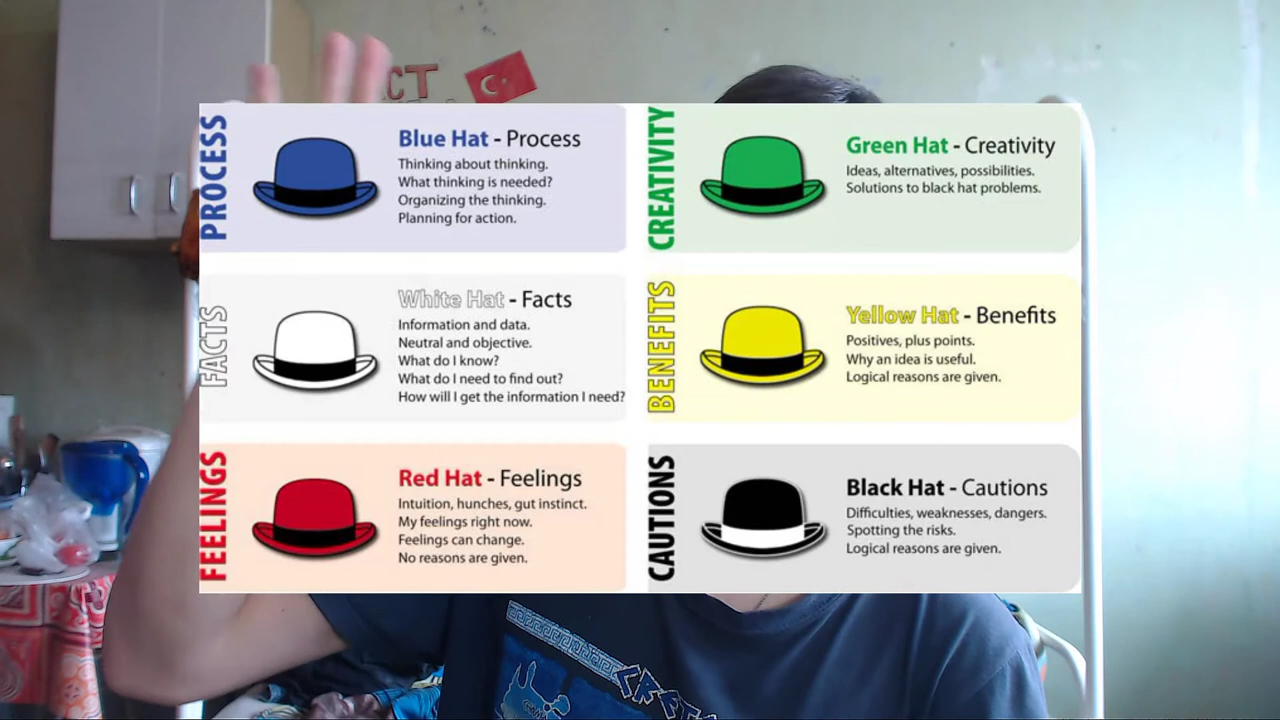 PROCESS
Blue Hat - Process
Thinking about thinking.
What thinking is needed?
Organizing the thinking.
Planning for action.
CREATIVITY
Green Hat - Creativity
Ideas, alternatives, possibilities.
Solutions to black hat problems.
FACTS
White Hat - Facts
Information and data.
Neutral and objective.
What do I know?
What do I need to find out?
How will I get the information I need?
BENEFITS
Yellow Hat - Benefits
Positives, plus points.
Why an idea is useful.
Logical reasons are given.
FEELINGS
Red Hat - Feelings
Intuition, hunches, gut instinct.
My feelings right now.
Feelings can change.
No reasons are given.
CAUTIONS
Black Hat - Cautions
Difficulties, weaknesses, dangers.
Spotting the risks.
Logical reasons are given.